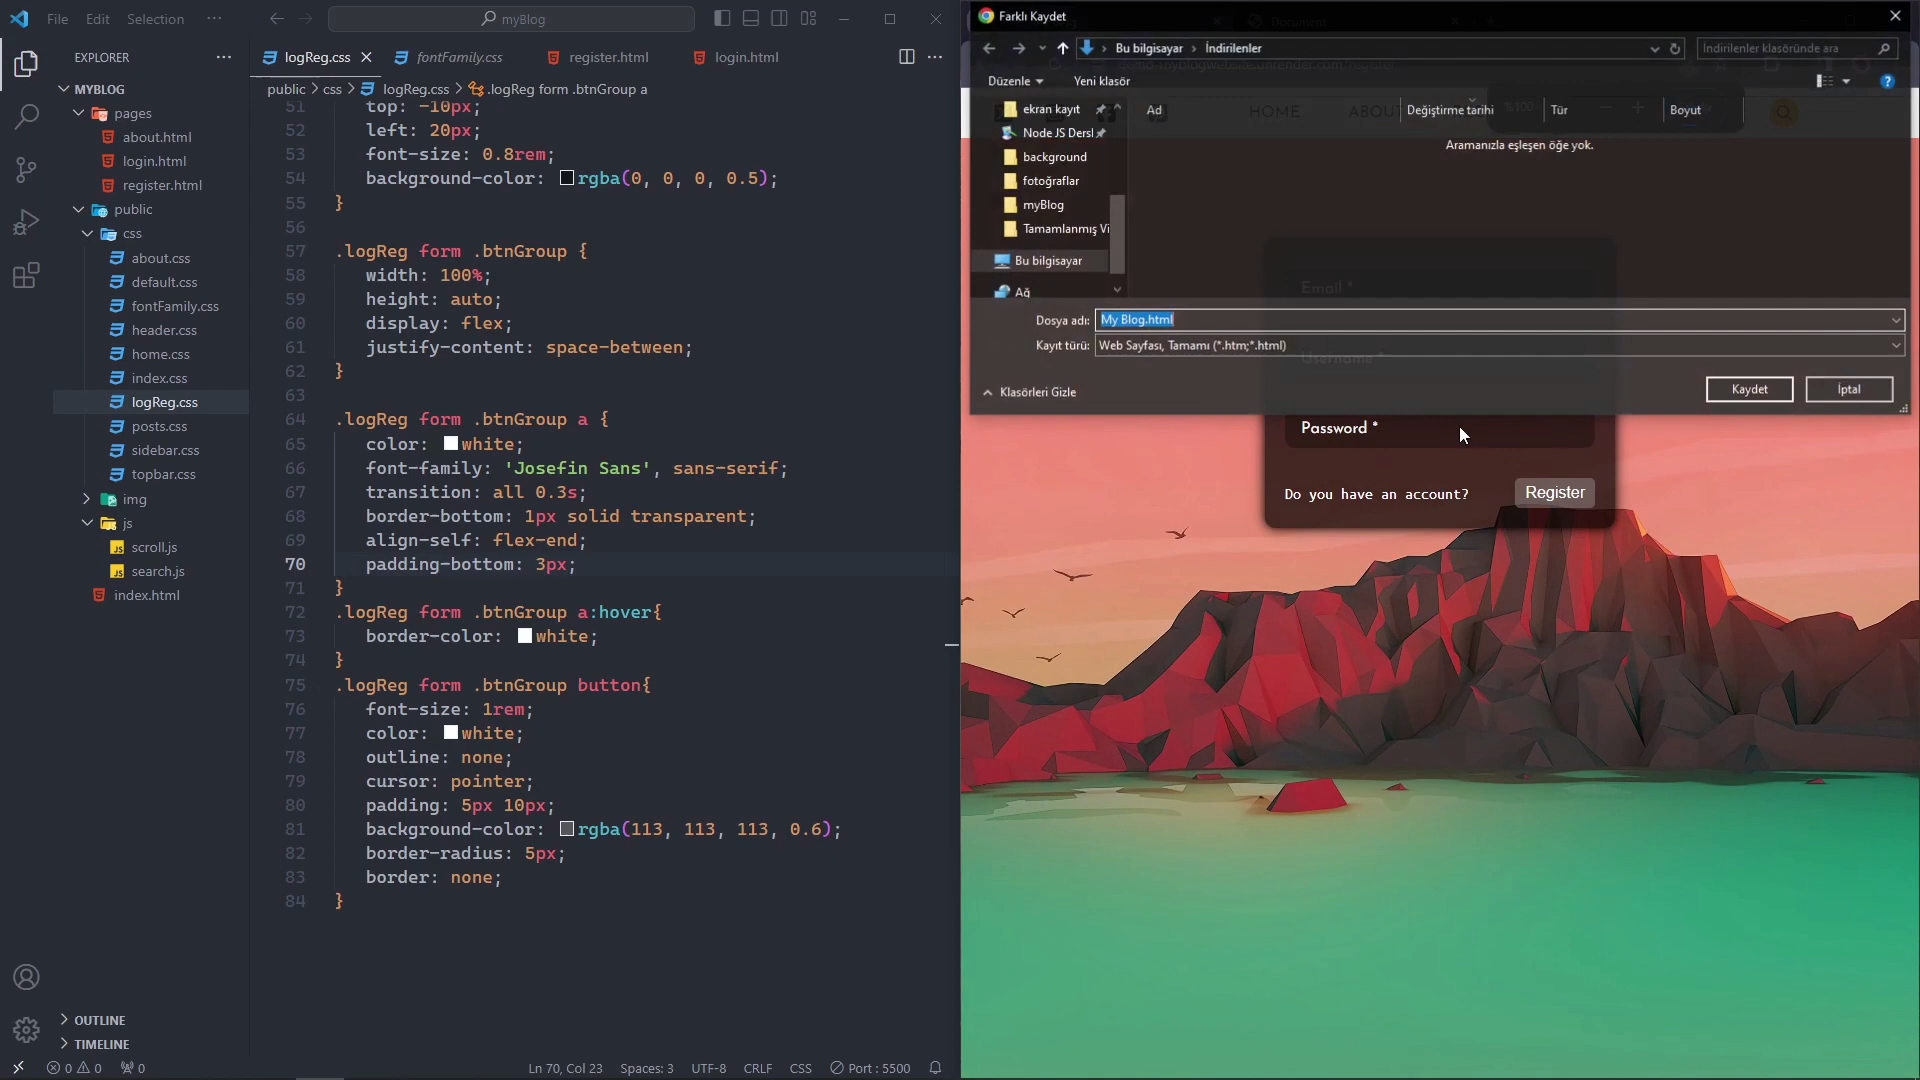 File Edit Selection ···
myBlog
EXPLORER
MYBLOG
pages
about.html
login.html
register.html
public
css
about.css
default.css
fontFamily.css
header.css
home.css
index.css
logReg.css
posts.css
sidebar.css
topbar.css
img
js
JS scroll.js
JS search.js
index.html
OUTLINE
TIMELINE
logReg.css fontFamily.css register.html login.html
public > css > logReg.css > .logReg form .btnGroup a
51 top: -10px;
52 left: 20px;
53 font-size: 0.8rem;
54 background-color: rgba(0, 0, 0, 0.5);
55 }
56
57 .logReg form .btnGroup {
58 width: 100%;
59 height: auto;
60 display: flex;
61 justify-content: space-between;
62 }
63
64 .logReg form .btnGroup a {
65 color: white;
66 font-family: 'Josefin Sans', sans-serif;
67 transition: all 0.3s;
68 border-bottom: 1px solid transparent;
69 align-self: flex-end;
70 padding-bottom: 3px;
71 }
72 .logReg form .btnGroup a:hover{
73 border-color: white;
74 }
75 .logReg form .btnGroup button{
76 font-size: 1rem;
77 color: white;
78 outline: none;
79 cursor: pointer;
80 padding: 5px 10px;
81 background-color: rgba(113, 113, 113, 0.6);
82 border-radius: 5px;
83 border: none;
84 }
0 0 0
Ln 70, Col 23 Spaces: 3 UTF-8 CRLF CSS Port : 5500
Farklı Kaydet
Document
Bu bilgisayar > İndirilenler
İndirilenler klasöründe ara
Düzenle Yeni klasör
ekran kayıt
Node JS Dersl
background
fotoğraflar
myBlog
Tamamlanmış Vi
Bu bilgisayar
Ağ
Ad Değiştirme tarihi Tür Boyut
HOME ABOUT %100
Aramanızla eşleşen öğe yok.
Email *
Dosya adı: My Blog.html
Kayıt türü: Web Sayfası, Tamamı (*.htm;*.html)
Username *
Klasörleri Gizle
Kaydet İptal
Password *
Do you have an account? Register